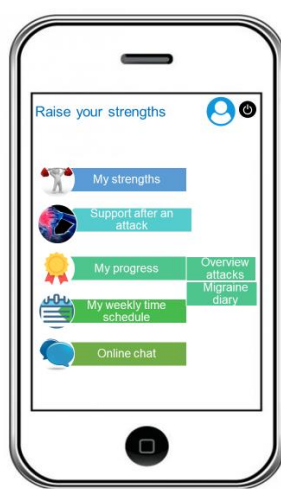 Raise your strengths
My strengths
Support after an
attack
My progress
Overview
attacks
Migraine
diary
My weekly time
schedule
Online chat